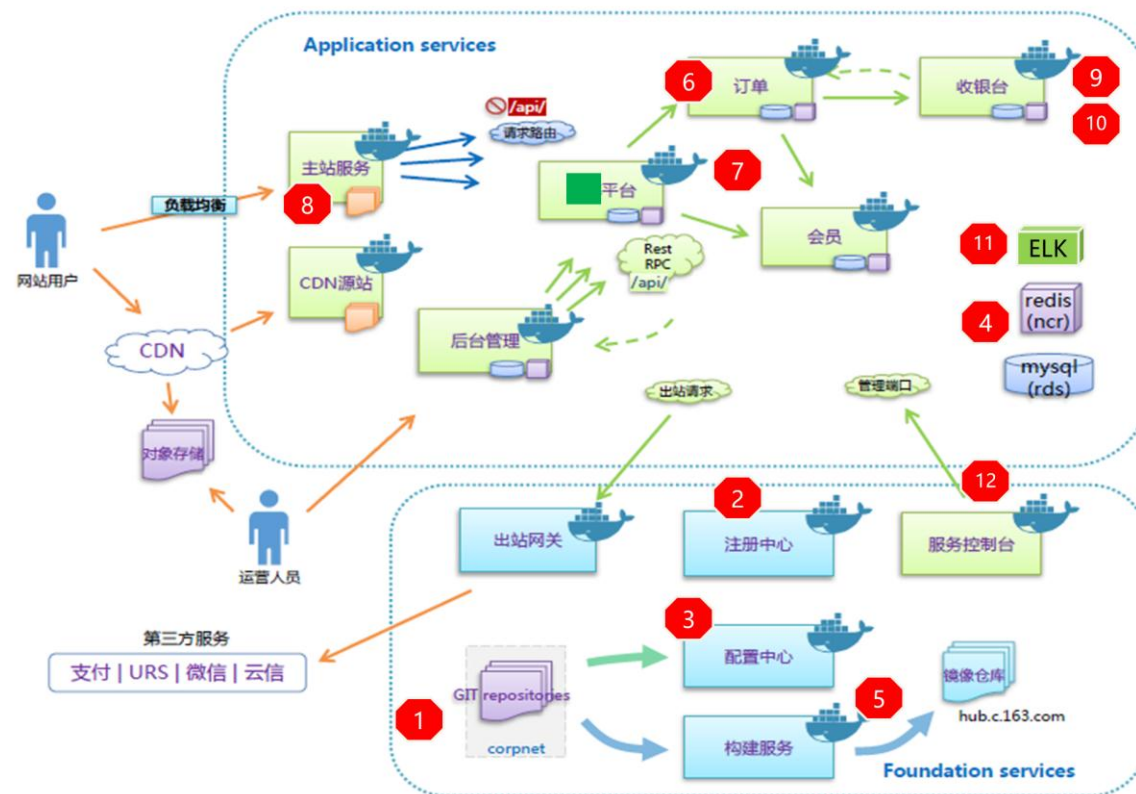 Application services
6
订单
收银台
9
10
/api/
请求路由
主站服务
8
平台
7
会员
负载均衡
网站用户
Rest
RPC
/api/
11
ELK
CDN源站
4
redis
(ncr)
后台管理
CDN
mysql
(rds)
出站请求
管理端口
对象存储
12
2
出站网关
注册中心
服务控制台
运营人员
3
第三方服务
支付 | URS | 微信 | 云信
配置中心
镜像仓库
GIT repositories
1
5
hub.c.163.com
corpnet
构建服务
Foundation services